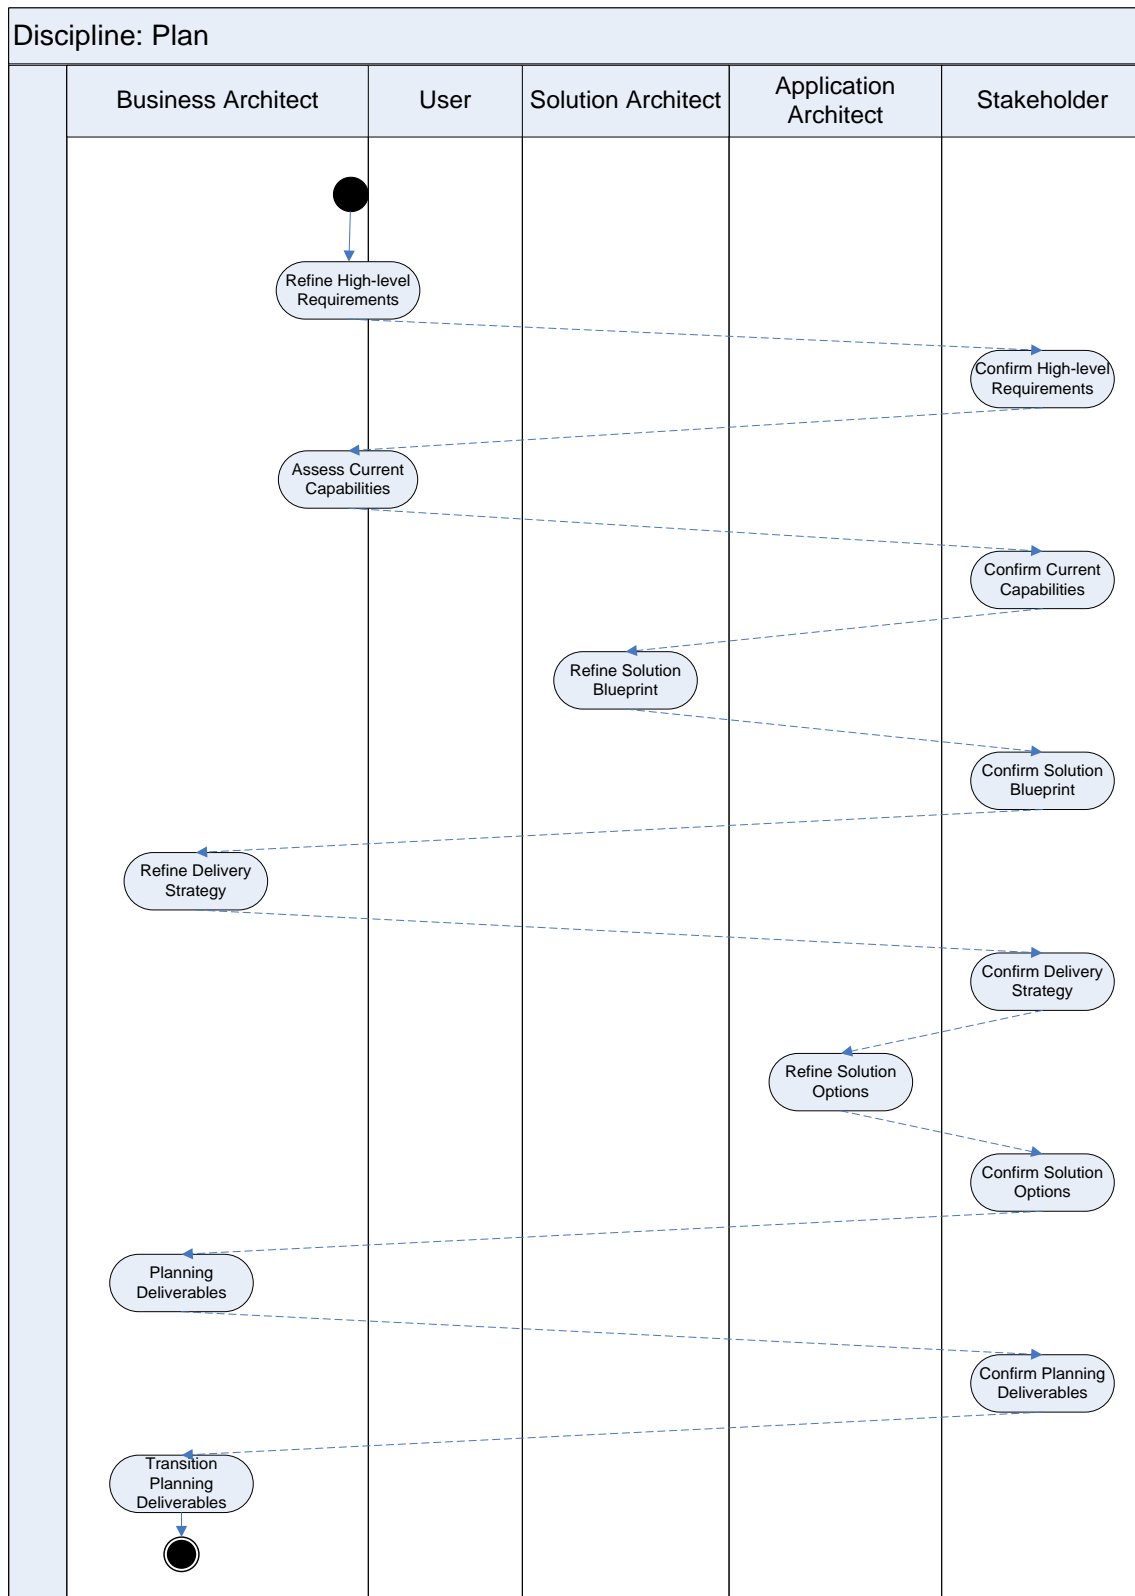 Discipline: Plan
Business Architect
User
Solution Architect
Application
Architect
Stakeholder
Refine High-level
Requirements
Confirm High-level
Requirements
Assess Current
Capabilities
Confirm Current
Capabilities
Refine Solution
Blueprint
Confirm Solution
Blueprint
Refine Delivery
Strategy
Confirm Delivery
Strategy
Refine Solution
Options
Confirm Solution
Options
Planning
Deliverables
Confirm Planning
Deliverables
Transition
Planning
Deliverables